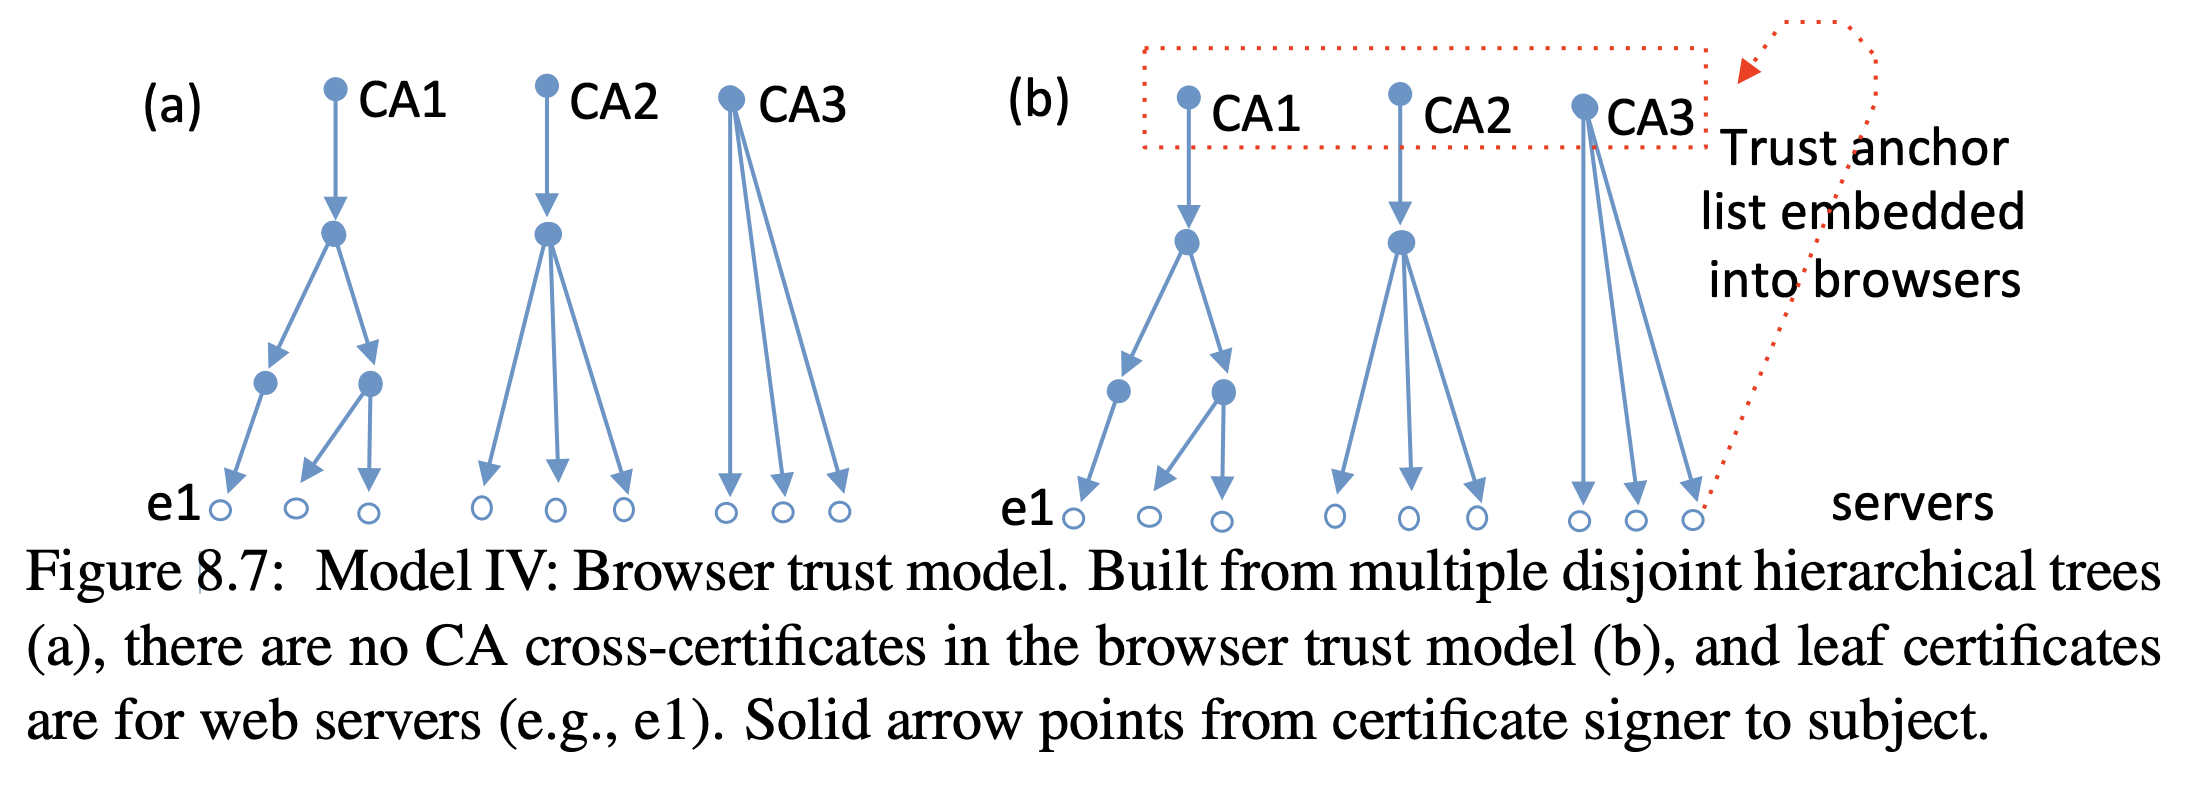 (a) CA1 CA2 CA3
(b) CA1 CA2 CA3
Trust anchor
list embedded
into browsers
e1
e1
servers
Figure 8.7: Model IV: Browser trust model. Built from multiple disjoint hierarchical trees
(a), there are no CA cross-certificates in the browser trust model (b), and leaf certificates
are for web servers (e.g., e1). Solid arrow points from certificate signer to subject.